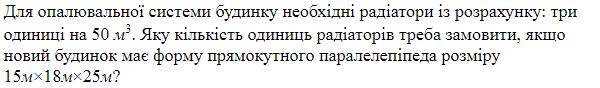 Для опалювальної системи будинку необхідні радіатори із розрахунку: три
одиниці на 50 м³. Яку кількість одиниць радіаторів треба замовити, якщо
новий будинок має форму прямокутного паралелепіпеда розміру
15м×18м×25м?